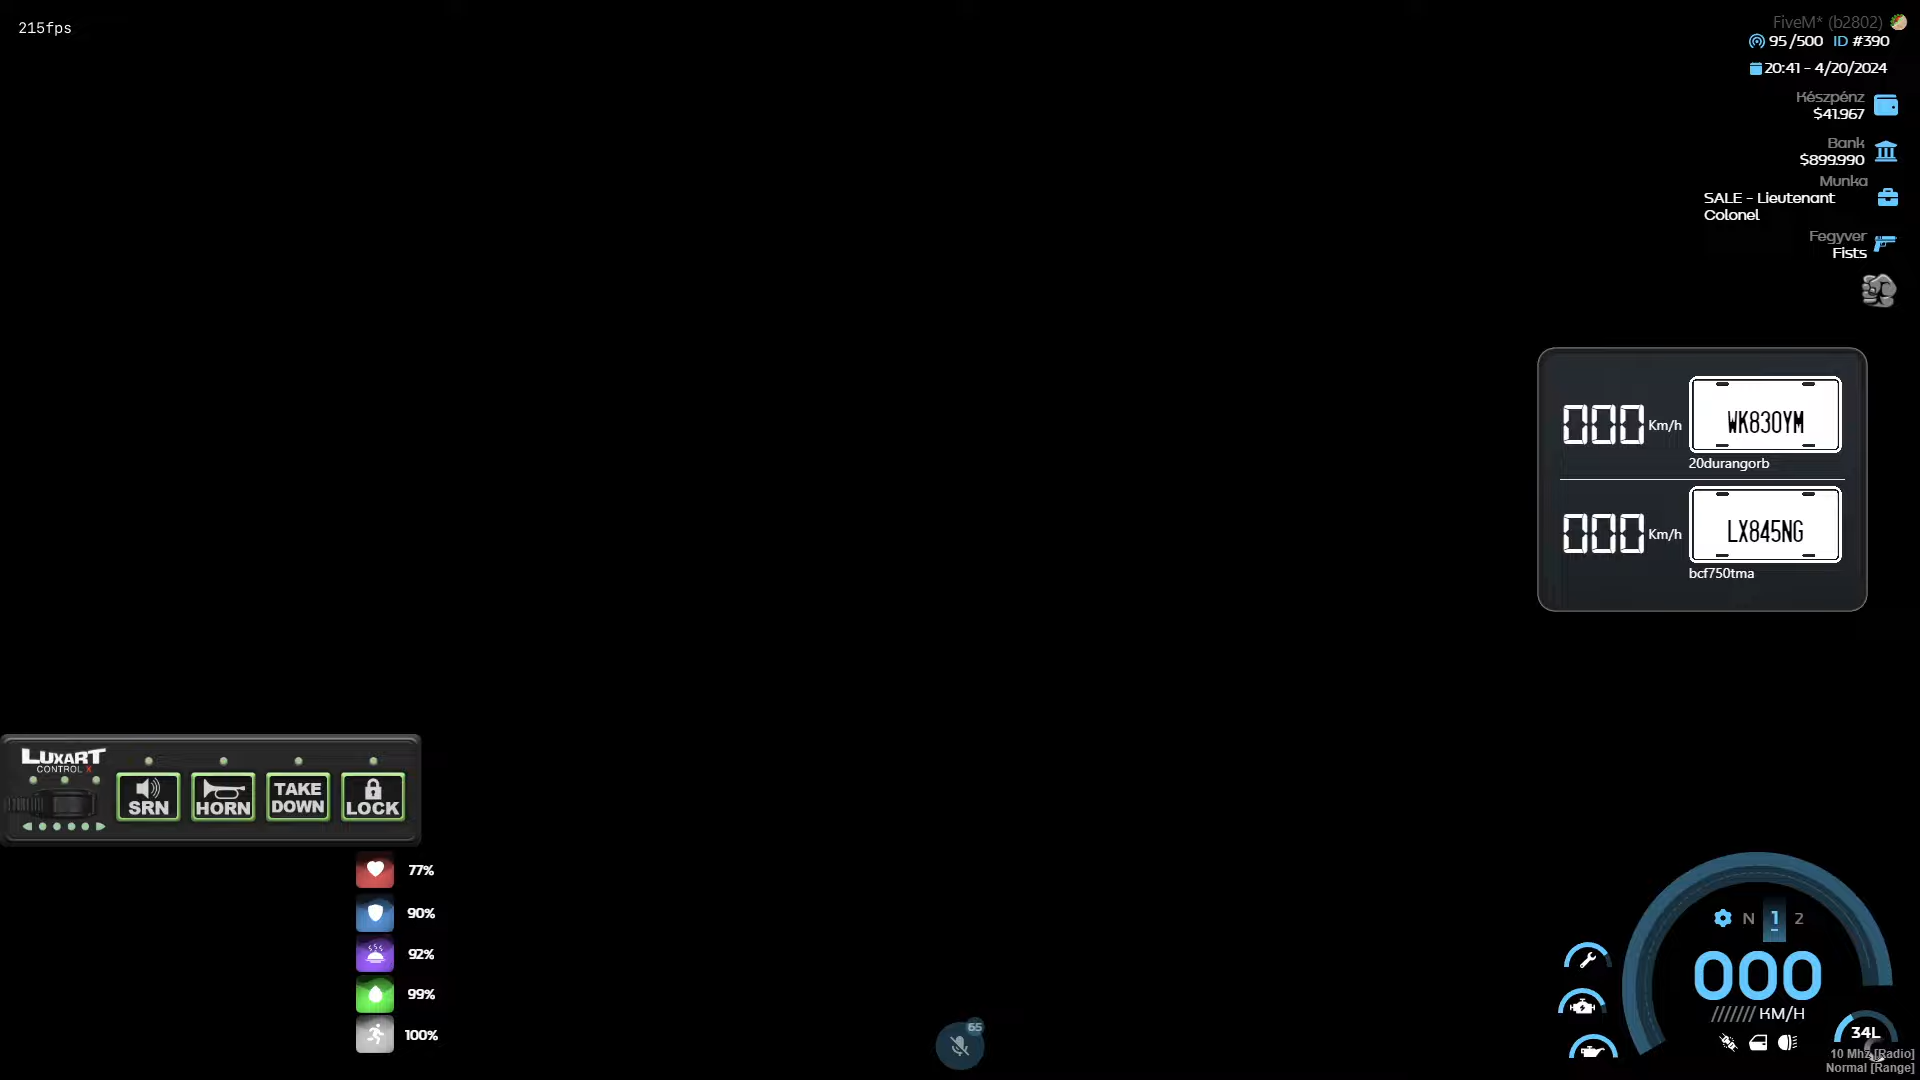 215fps
FiveM* (b2802)
95/500 ID #390
20:41 - 4/20/2024
Készpénz
$41.967
Bank
$899.990
Munka
SALE - Lieutenant
Colonel
Fegyver
Fists
000 Km/h WK830YM
20durangorb
000 Km/h LX845NG
bcf750tma
LUXART
CONTROL X
SRN
HORN
TAKE
DOWN
LOCK
77%
90%
92%
99%
100%
65
N 1 2
000
/////// KM/H
34L
10 Mhz [Radio]
Normal [Range]